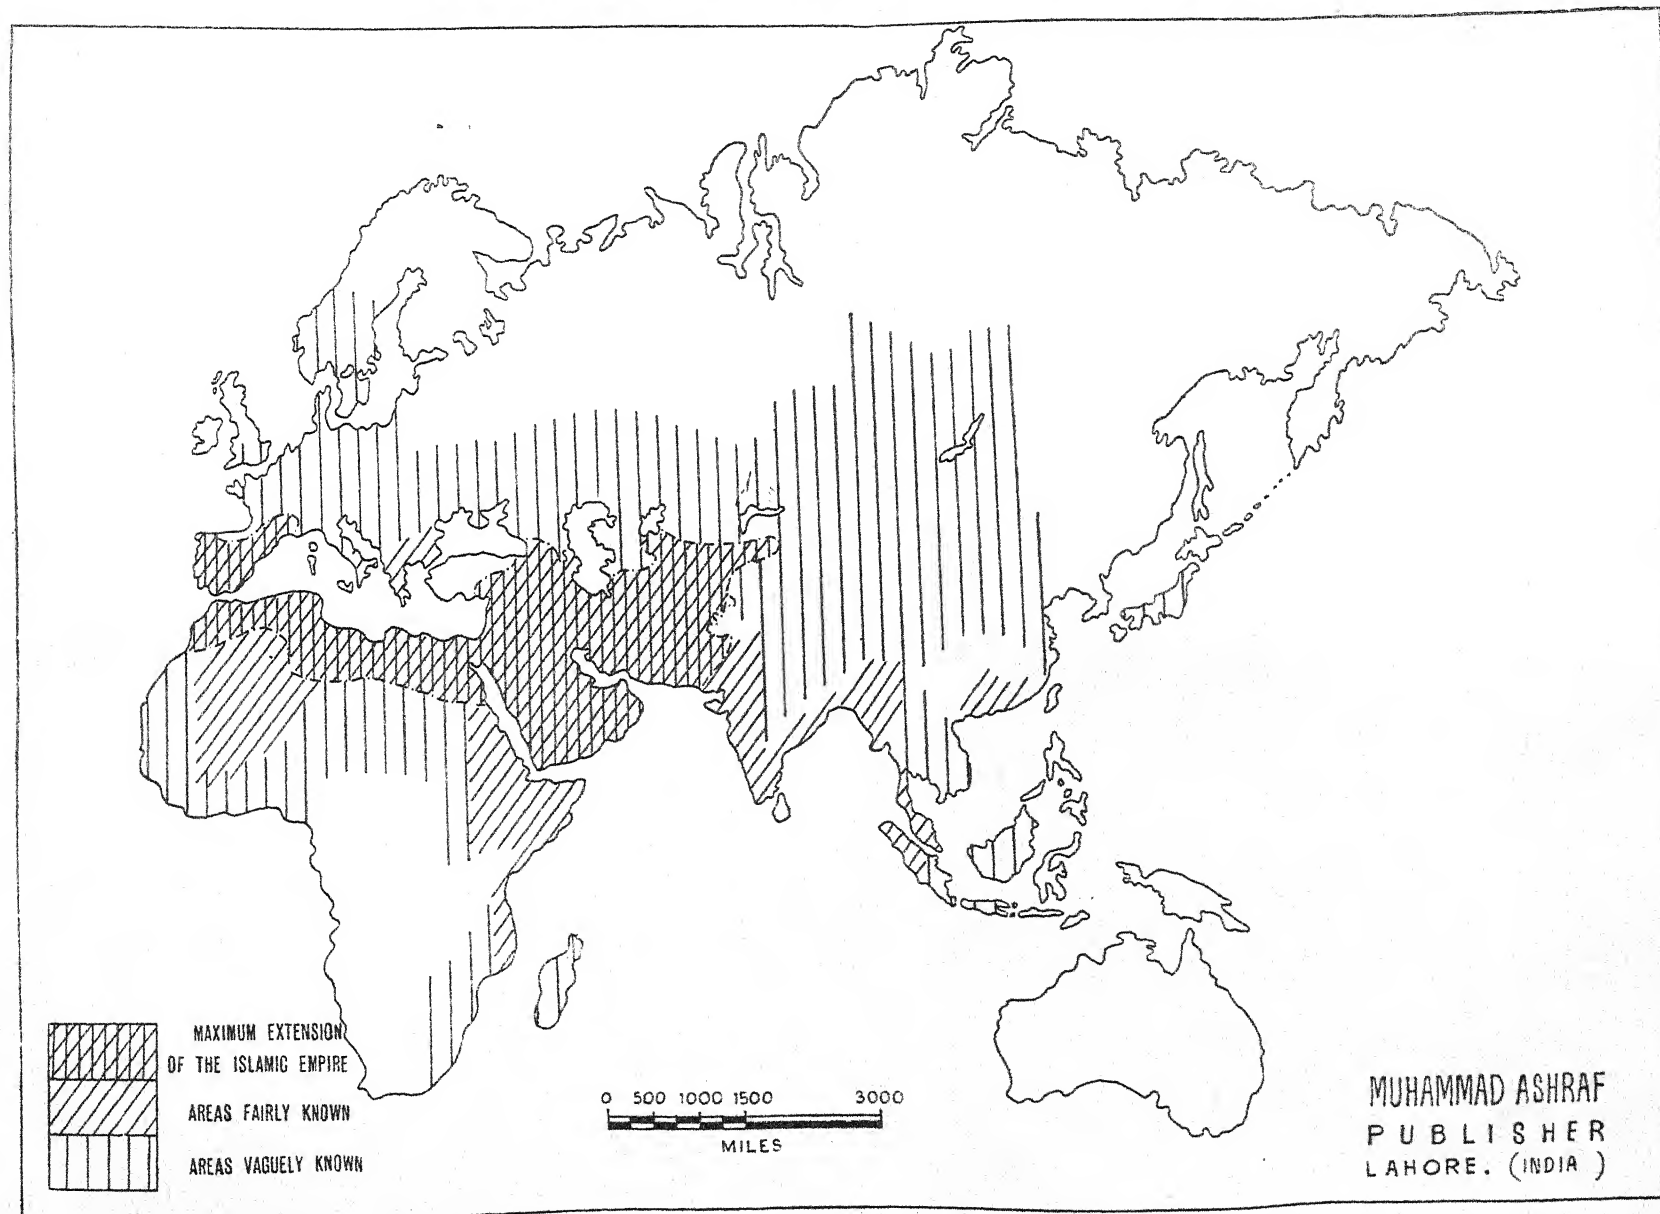 MAXIMUM EXTENSION
OF THE ISLAMIC EMPIRE
AREAS FAIRLY KNOWN
AREAS VAGUELY KNOWN
0 500 1000 1500 3000
MILES
MUHAMMAD ASHRAF
PUBLISHER
LAHORE. (INDIA)